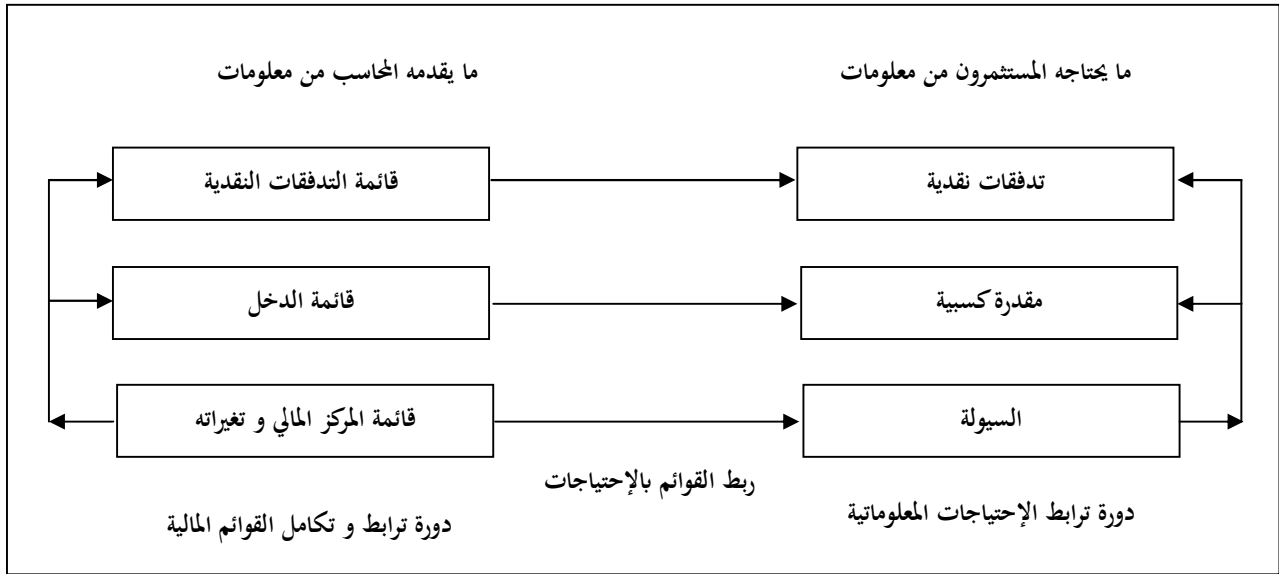 ما يحتاجه المستثمرون من معلومات
ما يقدمه المحاسب من معلومات
تدفقات نقدية
قائمة التدفقات النقدية
مقدرة كسبية
قائمة الدخل
السيولة
قائمة المركز المالي و تغيراته
ربط القوائم بالإحتياجات
دورة ترابط الإحتياجات المعلوماتية
دورة ترابط و تكامل القوائم المالية